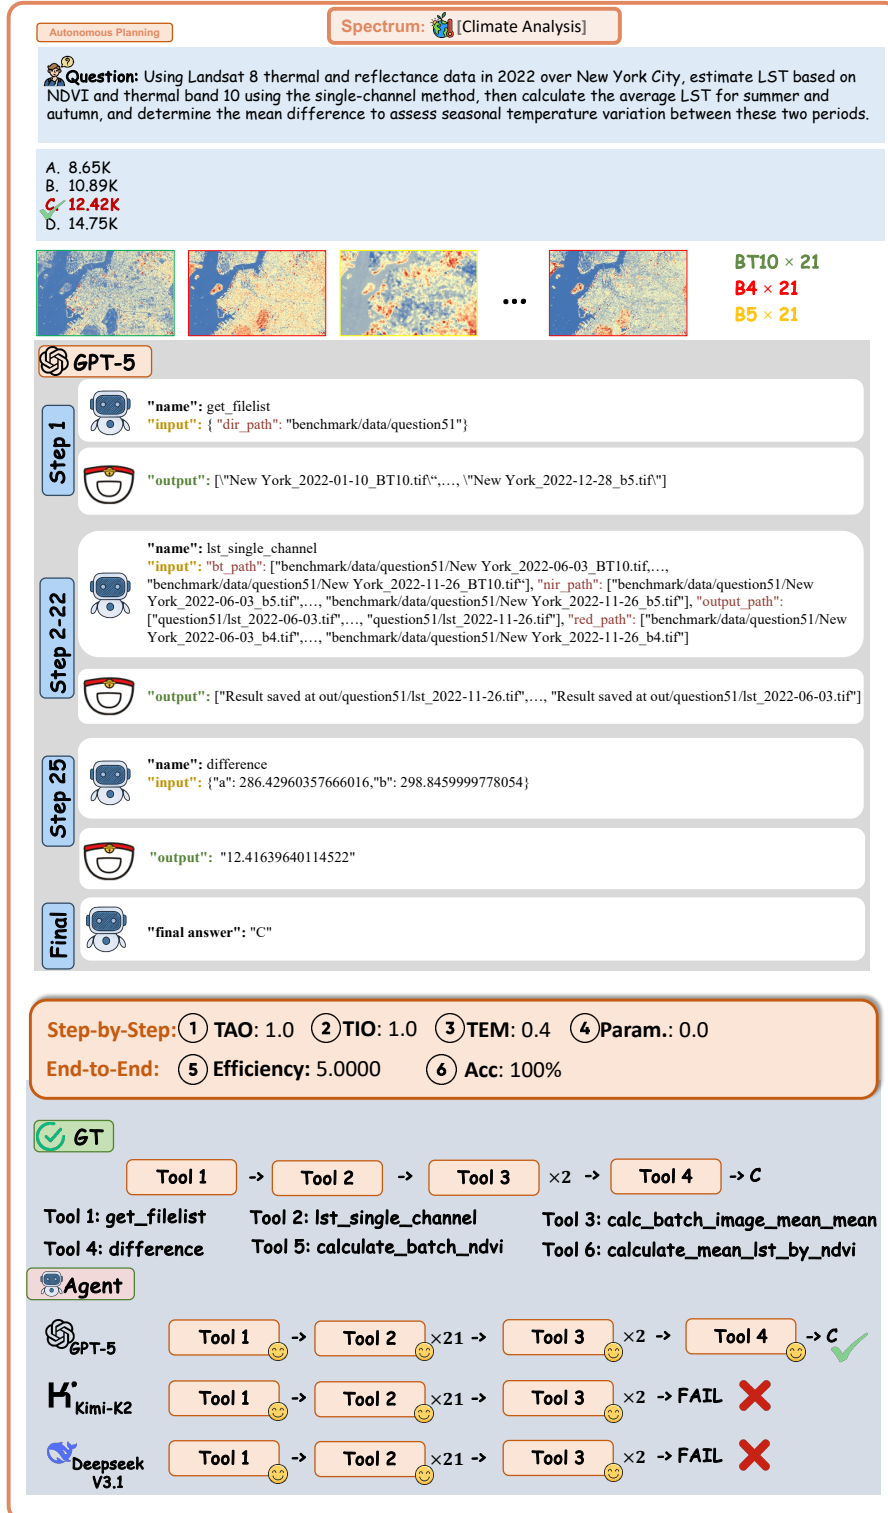 Autonomous Planning
Spectrum: [Climate Analysis]
Question: Using Landsat 8 thermal and reflectance data in 2022 over New York City, estimate LST based on
NDVI and thermal band 10 using the single-channel method, then calculate the average LST for summer and
autumn, and determine the mean difference to assess seasonal temperature variation between these two periods.
A. 8.65K
B. 10.89K
C. 12.42K
D. 14.75K
...
BT10 × 21
B4 × 21
B5 × 21
GPT-5
Step 1
"name": get_filelist
"input": { "dir_path": "benchmark/data/question51"}
"output": [\"New York_2022-01-10_BT10.tif\“,…, \"New York_2022-12-28_b5.tif\"]
Step 2-22
"name": lst_single_channel
"input": "bt_path": ["benchmark/data/question51/New York_2022-06-03_BT10.tif,…,
"benchmark/data/question51/New York_2022-11-26_BT10.tif“], "nir_path": ["benchmark/data/question51/New
York_2022-06-03_b5.tif",…, "benchmark/data/question51/New York_2022-11-26_b5.tif"], "output_path":
["question51/lst_2022-06-03.tif",…, "question51/lst_2022-11-26.tif"], "red_path": ["benchmark/data/question51/New
York_2022-06-03_b4.tif",…, "benchmark/data/question51/New York_2022-11-26_b4.tif"]
"output": ["Result saved at out/question51/lst_2022-11-26.tif",…, "Result saved at out/question51/lst_2022-06-03.tif"]
Step 25
"name": difference
"input": {"a": 286.42960357666016,"b": 298.8459999778054}
"output": "12.41639640114522"
Final
"final answer": "C"
Step-by-Step: 1 TAO: 1.0 2 TIO: 1.0 3 TEM: 0.4 4 Param.: 0.0
End-to-End: 5 Efficiency: 5.0000 6 Acc: 100%
GT
Tool 1 -> Tool 2 -> Tool 3 ×2 -> Tool 4 -> C
Tool 1: get_filelist Tool 2: lst_single_channel Tool 3: calc_batch_image_mean_mean
Tool 4: difference Tool 5: calculate_batch_ndvi Tool 6: calculate_mean_lst_by_ndvi
Agent
GPT-5 Tool 1 -> Tool 2 ×21 -> Tool 3 ×2 -> Tool 4 -> C
Kimi-K2 Tool 1 -> Tool 2 ×21 -> Tool 3 ×2 -> FAIL
Deepseek V3.1 Tool 1 -> Tool 2 ×21 -> Tool 3 ×2 -> FAIL